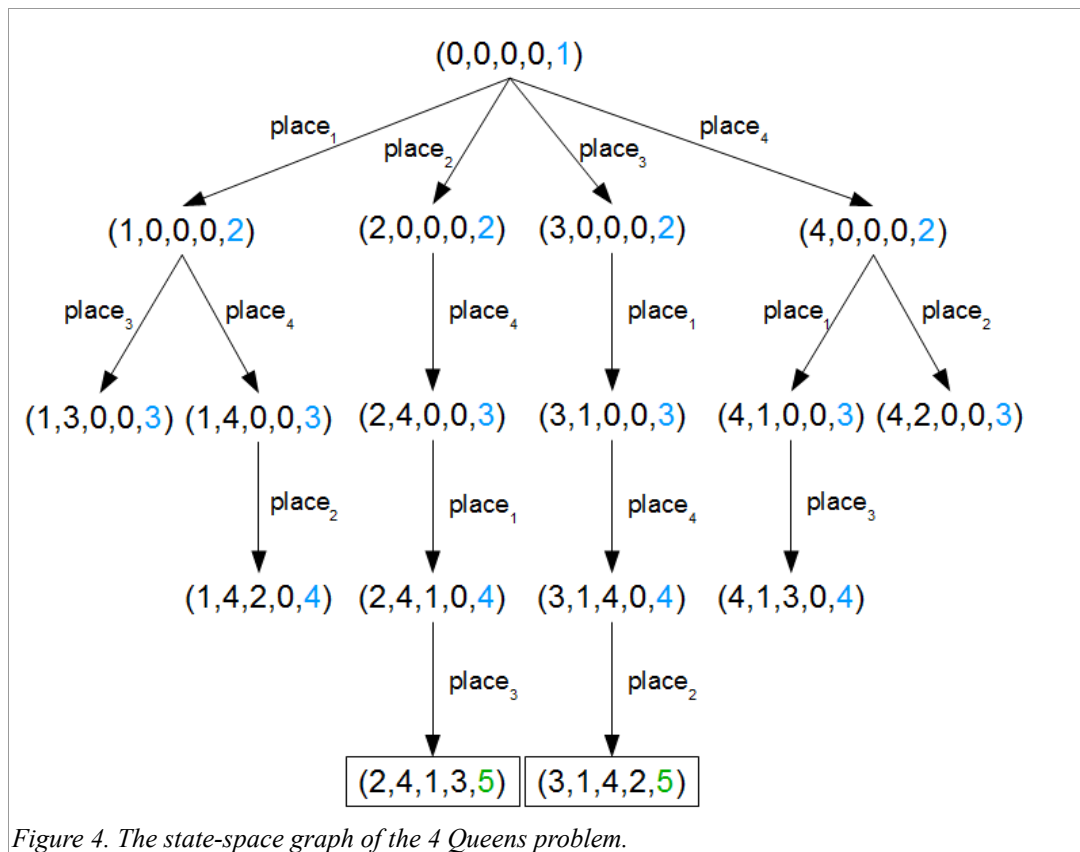 (0,0,0,0,1)
place₁ place₂ place₃ place₄
(1,0,0,0,2) (2,0,0,0,2) (3,0,0,0,2) (4,0,0,0,2)
place₃ place₄ place₄ place₁ place₁ place₂
(1,3,0,0,3) (1,4,0,0,3) (2,4,0,0,3) (3,1,0,0,3) (4,1,0,0,3) (4,2,0,0,3)
place₂ place₁ place₄ place₃
(1,4,2,0,4) (2,4,1,0,4) (3,1,4,0,4) (4,1,3,0,4)
place₃ place₂
(2,4,1,3,5) (3,1,4,2,5)
Figure 4. The state-space graph of the 4 Queens problem.